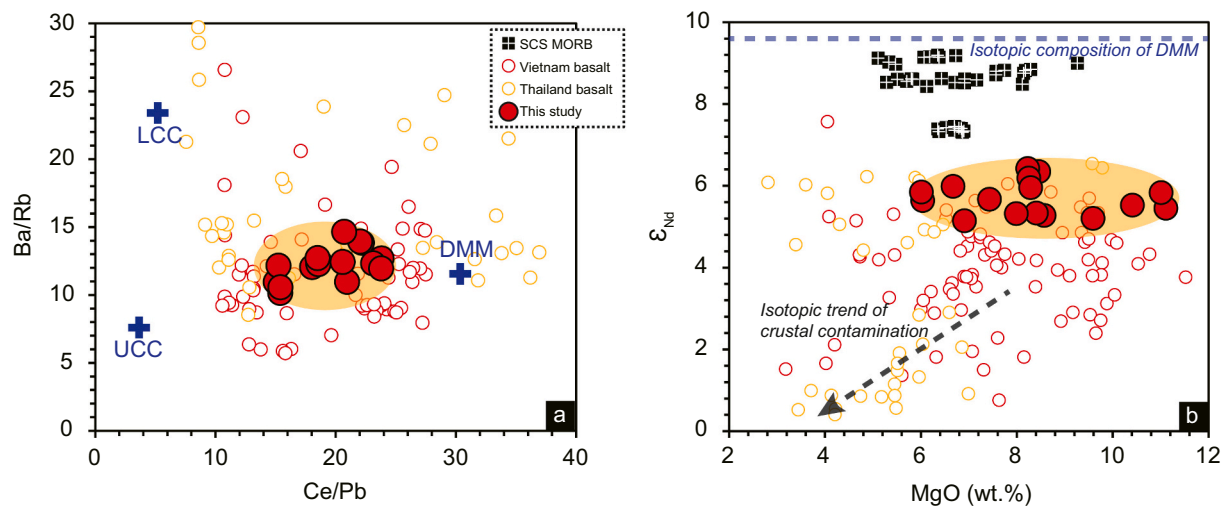 30
25
20
15
10
5
0
Ba/Rb
0
10
20
30
40
Ce/Pb
LCC
UCC
DMM
SCS MORB
Vietnam basalt
Thailand basalt
This study
a
10
8
6
4
2
0
εNd
2
4
6
8
10
12
MgO (wt.%)
Isotopic composition of DMM
Isotopic trend of
crustal contamination
b